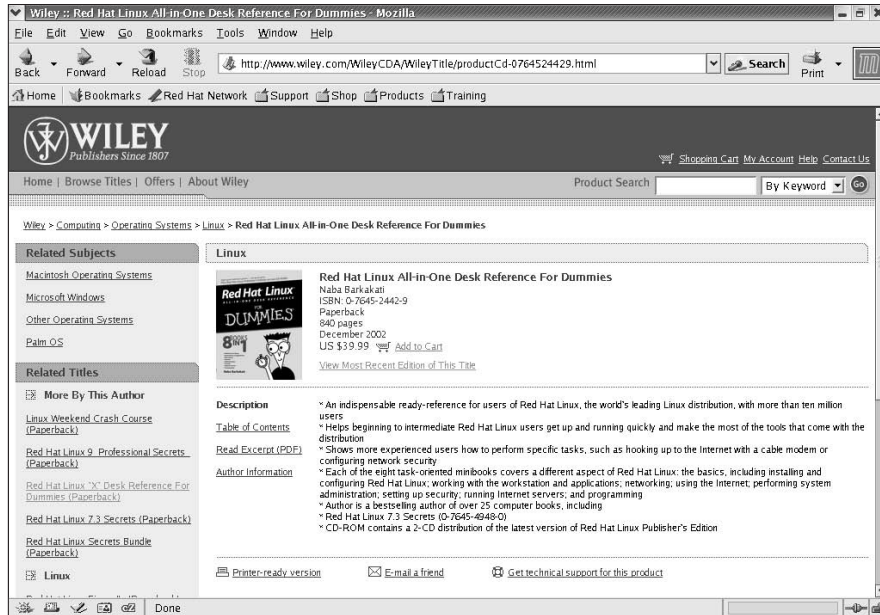 Wiley :: Red Hat Linux All-in-One Desk Reference For Dummies - Mozilla
File Edit View Go Bookmarks Tools Window Help
Back Forward Reload Stop http://www.wiley.com/WileyCDA/WileyTitle/productCd-0764524429.html Search Print
Home Bookmarks Red Hat Network Support Shop Products Training
WILEY
Publishers Since 1807
Shopping Cart My Account Help Contact Us
Home | Browse Titles | Offers | About Wiley Product Search By Keyword Go
Wiley > Computing > Operating Systems > Linux > Red Hat Linux All-in-One Desk Reference For Dummies
Related Subjects
Macintosh Operating Systems
Microsoft Windows
Other Operating Systems
Palm OS
Related Titles
More By This Author
Linux Weekend Crash Course
(Paperback)
Red Hat Linux 9 Professional Secrets
(Paperback)
Red Hat Linux "X" Desk Reference For
Dummies (Paperback)
Red Hat Linux 7.3 Secrets (Paperback)
Red Hat Linux Secrets Bundle
(Paperback)
Linux
Linux
Red Hat Linux
ALL-IN-ONE DESK REFERENCE
FOR
DUMMIES
8 BOOKS IN 1
Naba Barkakati
Red Hat Linux All-in-One Desk Reference For Dummies
Naba Barkakati
ISBN: 0-7645-2442-9
Paperback
840 pages
December 2002
US $39.99 Add to Cart
View Most Recent Edition of This Title
Description
Table of Contents
Read Excerpt (PDF)
Author Information
* An indispensable ready-reference for users of Red Hat Linux, the world's leading Linux distribution, with more than ten million
users
* Helps beginning to intermediate Red Hat Linux users get up and running quickly and make the most of the tools that come with the
distribution
* Shows more experienced users how to perform specific tasks, such as hooking up to the Internet with a cable modem or
configuring network security
* Each of the eight task-oriented minibooks covers a different aspect of Red Hat Linux: the basics, including installing and
configuring Red Hat Linux; working with the workstation and applications; networking; using the Internet; performing system
administration; setting up security; running Internet servers; and programming
* Author is a bestselling author of over 25 computer books, including
* Red Hat Linux 7.3 Secrets (0-7645-4948-0)
* CD-ROM contains a 2-CD distribution of the latest version of Red Hat Linux Publisher's Edition
Printer-ready version E-mail a friend Get technical support for this product
Done